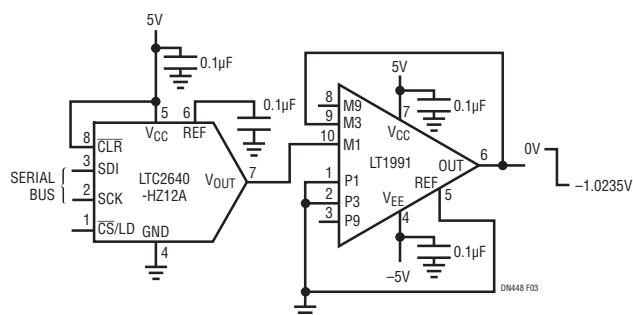 5V
0.1µF
5
6
0.1µF
VCC
REF
8
CLR
3
SDI
SERIAL
BUS
2
SCK
1
CS/LD
GND
4
LTC2640
-HZ12A
VOUT
7
5V
0.1µF
7
VCC
8
M9
9
M3
10
M1
LT1991
OUT
6
REF
5
1
P1
2
P3
3
P9
VEE
4
0.1µF
–5V
0V
–1.0235V
DN448 F03